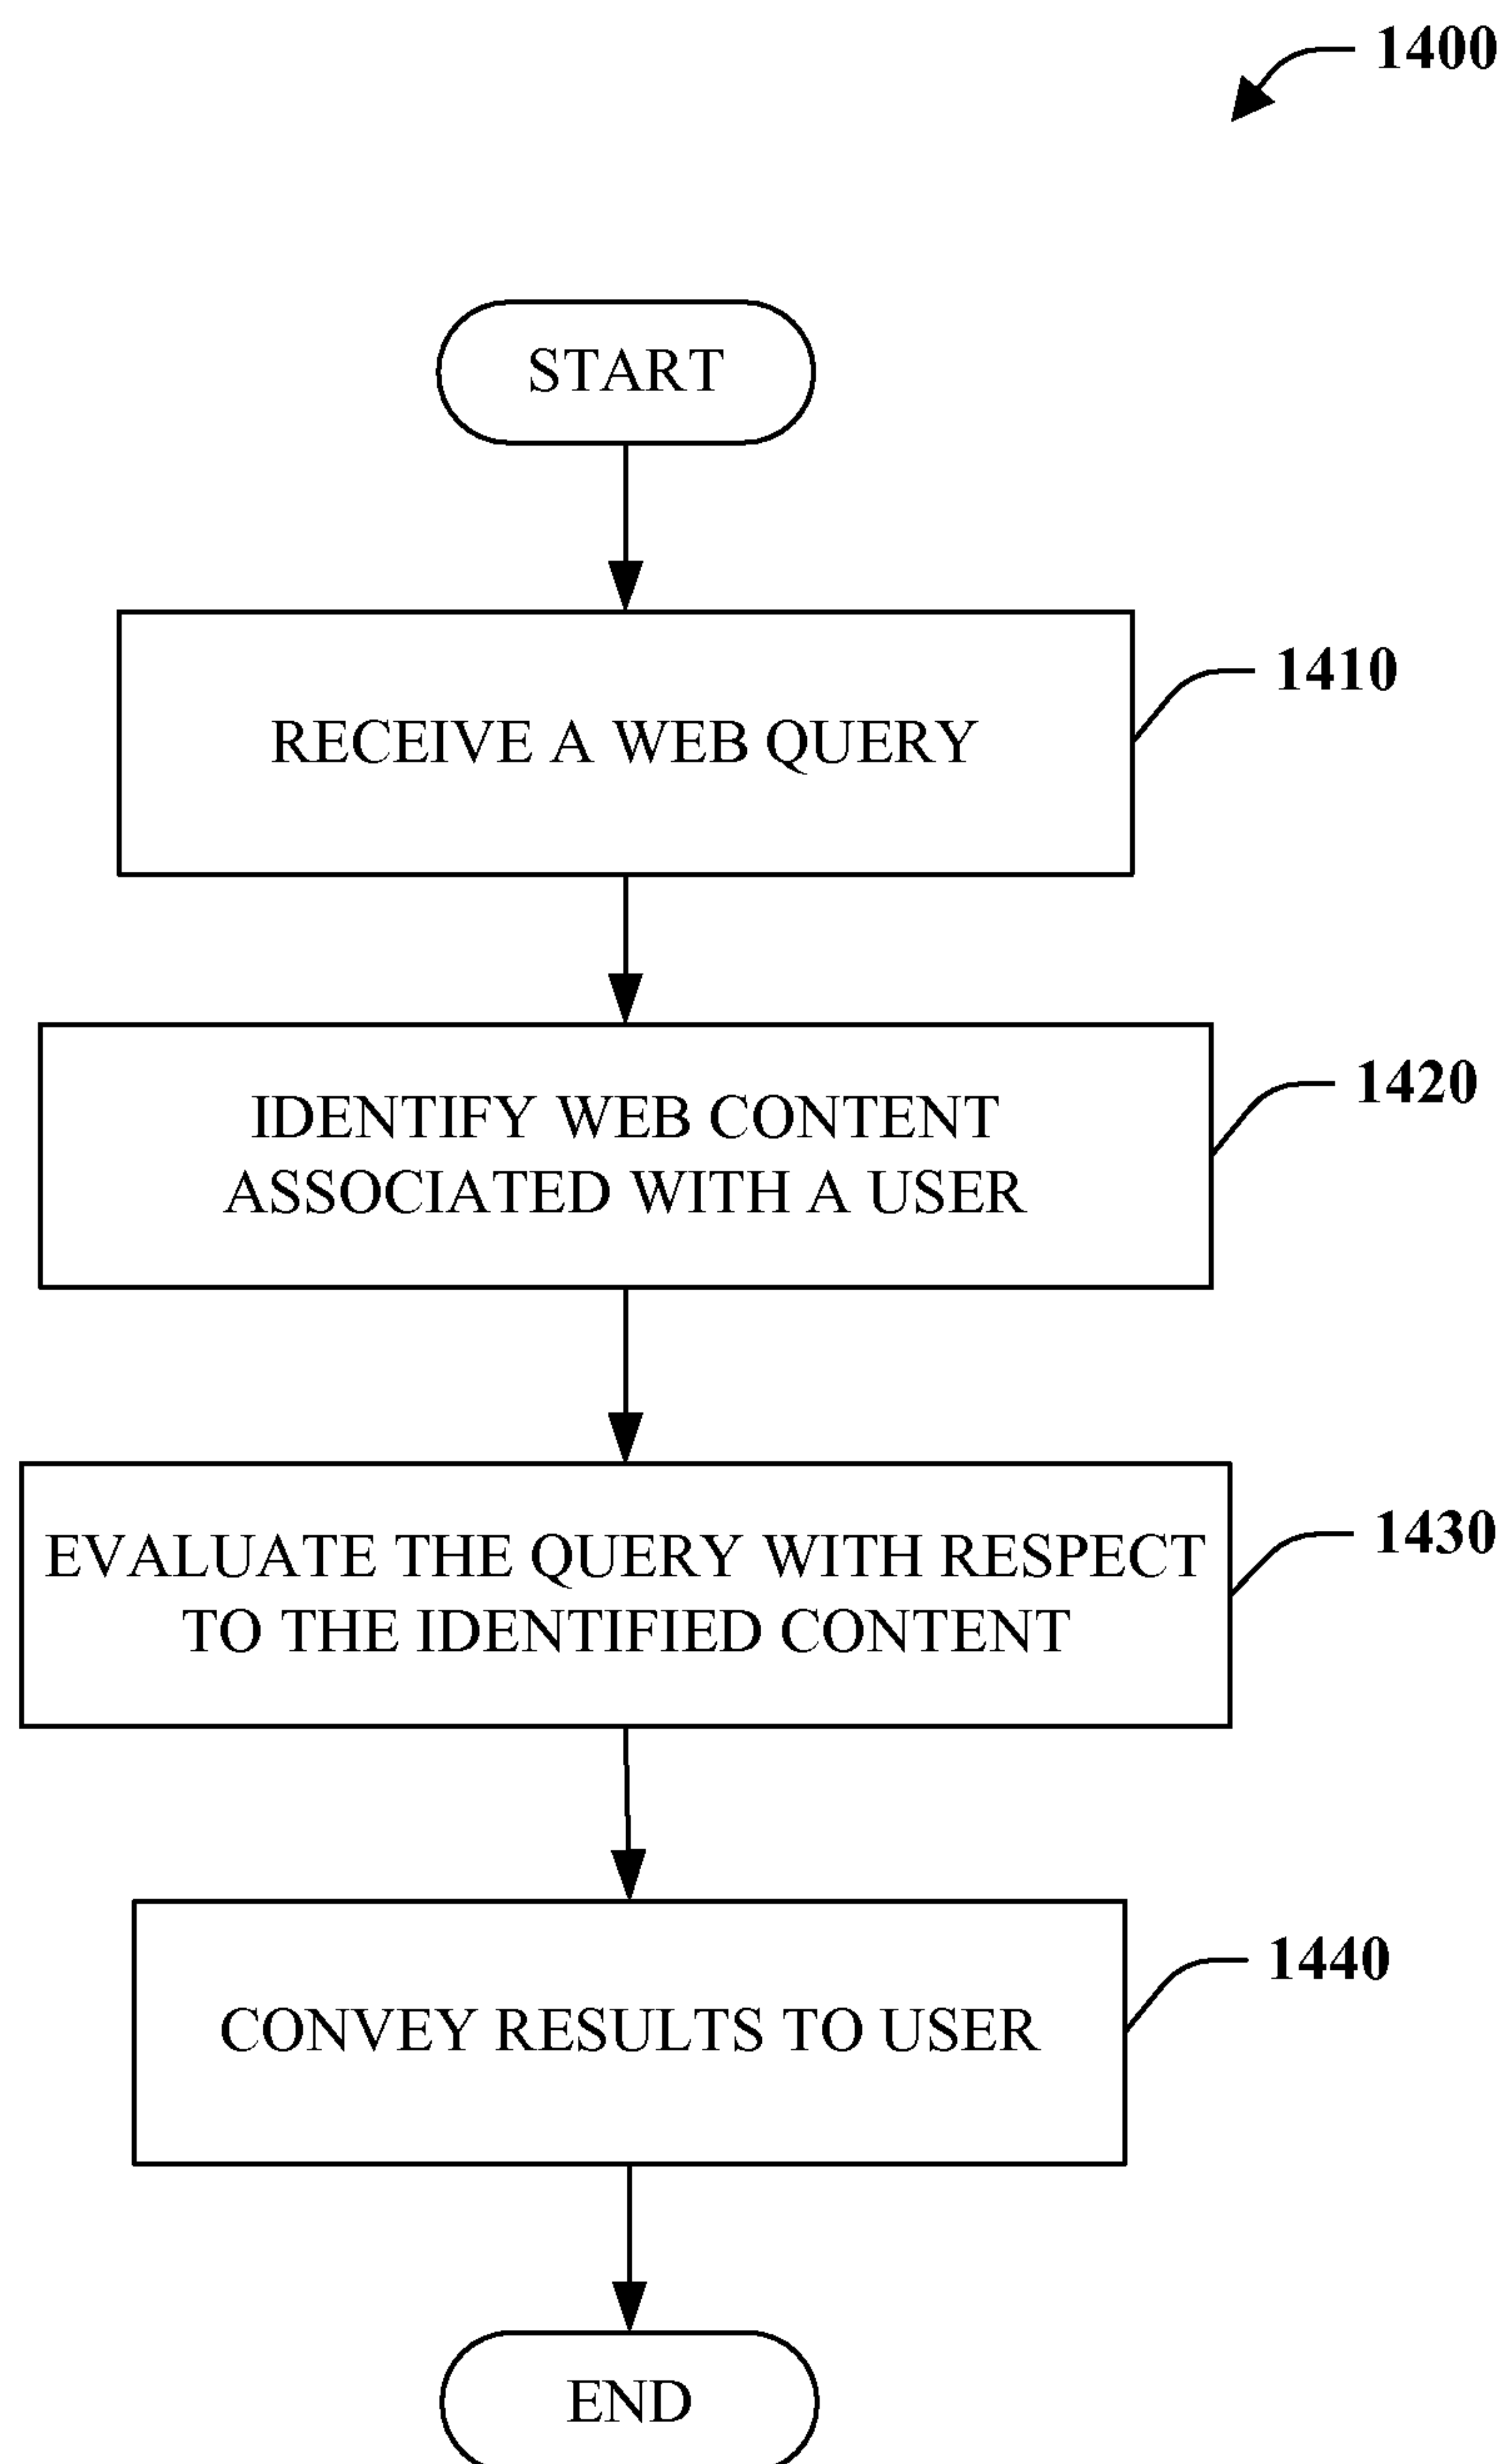 1400
START
RECEIVE A WEB QUERY
1410
IDENTIFY WEB CONTENT
ASSOCIATED WITH A USER
1420
EVALUATE THE QUERY WITH RESPECT
TO THE IDENTIFIED CONTENT
1430
CONVEY RESULTS TO USER
1440
END